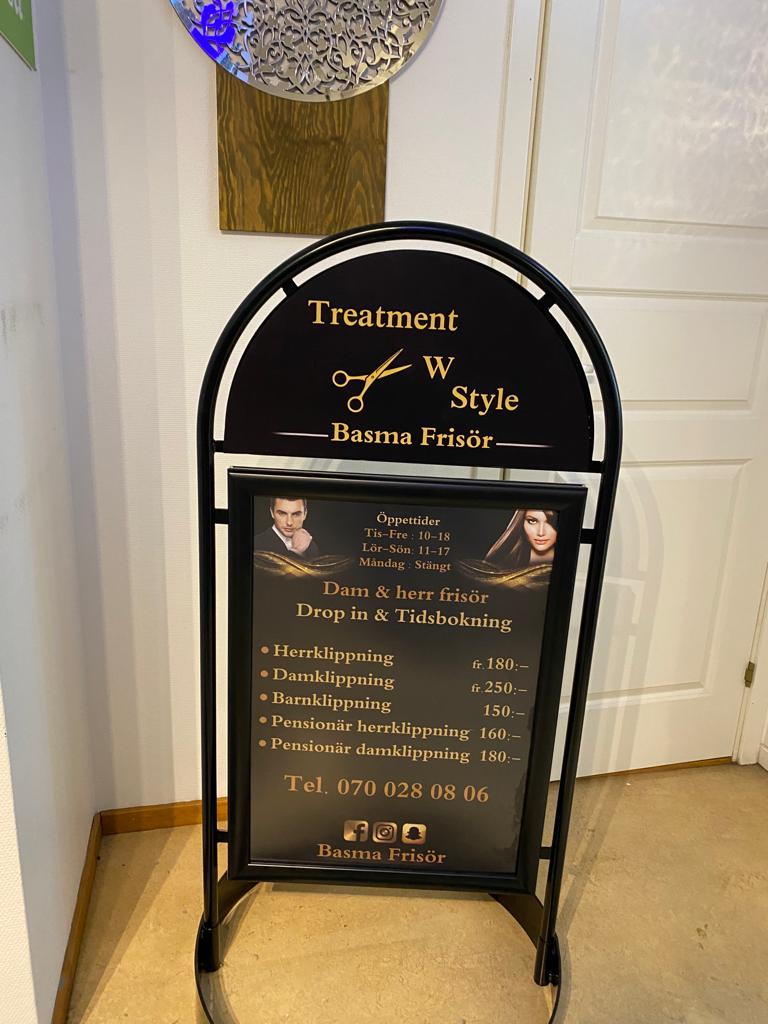 Treatment
W
Style
Basma Frisör
Öppettider
Tis-Fre : 10-18
Lör-Sön: 11-17
Måndag : Stängt
Dam & herr frisör
Drop in & Tidsbokning
• Herrklippning fr.180:-
• Damklippning fr.250:-
• Barnklippning 150:-
• Pensionär herrklippning 160:-
• Pensionär damklippning 180:-
Tel. 070 028 08 06
Basma Frisör